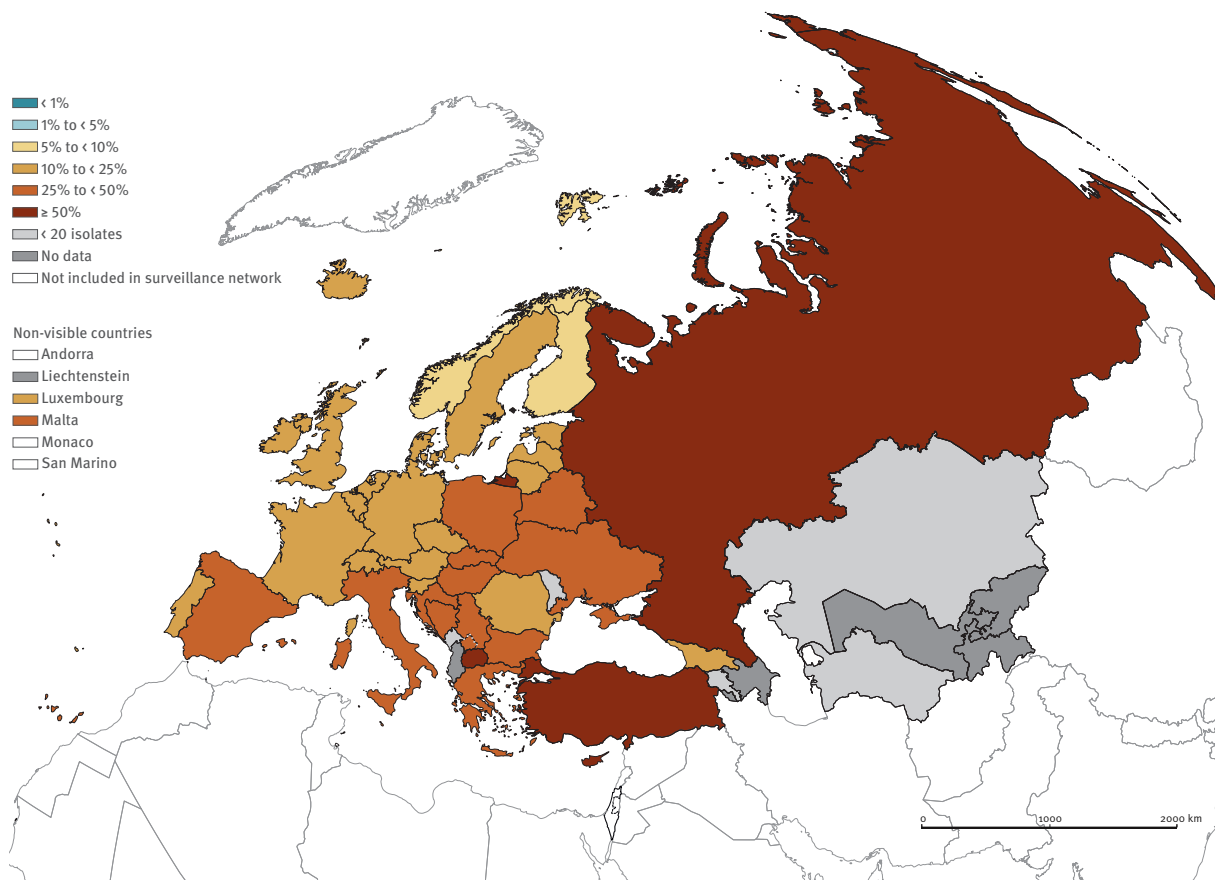 < 1%
1% to < 5%
5% to < 10%
10% to < 25%
25% to < 50%
≥ 50%
< 20 isolates
No data
Not included in surveillance network
Non-visible countries
Andorra
Liechtenstein
Luxembourg
Malta
Monaco
San Marino
0 1000 2000 km